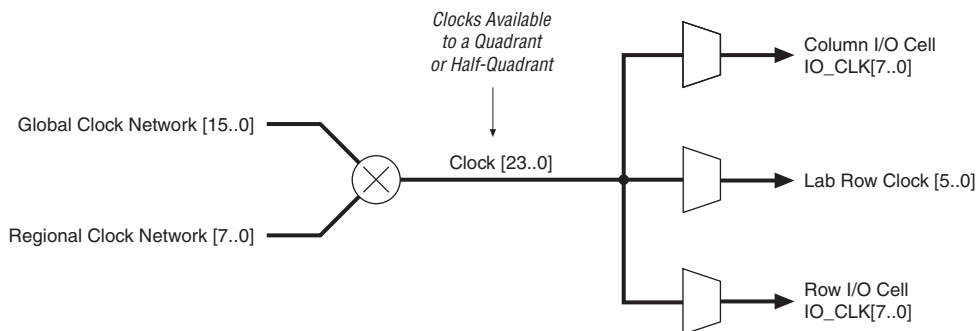 Clocks Available
to a Quadrant
or Half-Quadrant
Column I/O Cell
IO_CLK[7..0]
Global Clock Network [15..0]
Clock [23..0]
Lab Row Clock [5..0]
Regional Clock Network [7..0]
Row I/O Cell
IO_CLK[7..0]